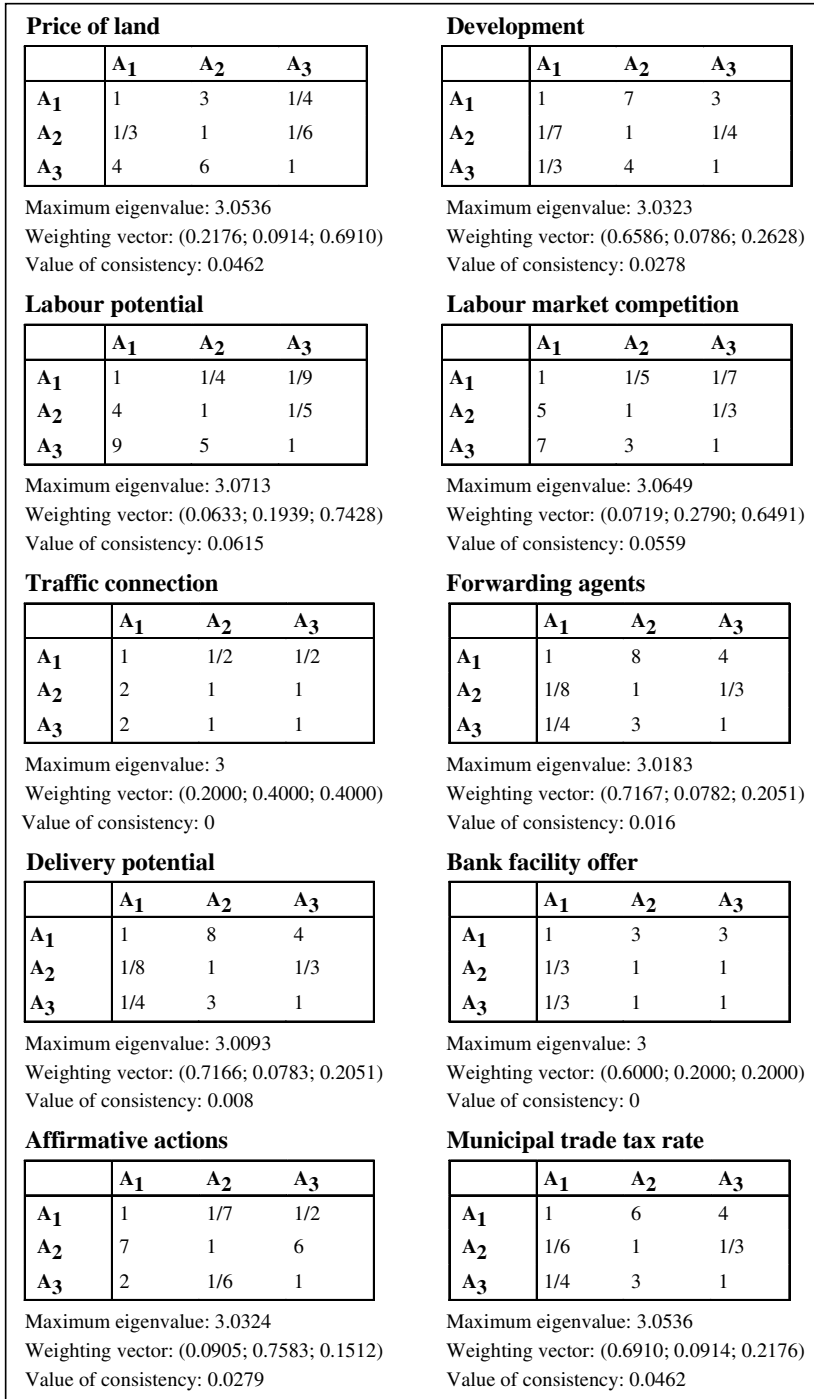 Price of land
A1 A2 A3
A1 1 3 1/4
A2 1/3 1 1/6
A3 4 6 1
Maximum eigenvalue: 3.0536
Weighting vector: (0.2176; 0.0914; 0.6910)
Value of consistency: 0.0462
Development
A1 A2 A3
A1 1 7 3
A2 1/7 1 1/4
A3 1/3 4 1
Maximum eigenvalue: 3.0323
Weighting vector: (0.6586; 0.0786; 0.2628)
Value of consistency: 0.0278
Labour potential
A1 A2 A3
A1 1 1/4 1/9
A2 4 1 1/5
A3 9 5 1
Maximum eigenvalue: 3.0713
Weighting vector: (0.0633; 0.1939; 0.7428)
Value of consistency: 0.0615
Labour market competition
A1 A2 A3
A1 1 1/5 1/7
A2 5 1 1/3
A3 7 3 1
Maximum eigenvalue: 3.0649
Weighting vector: (0.0719; 0.2790; 0.6491)
Value of consistency: 0.0559
Traffic connection
A1 A2 A3
A1 1 1/2 1/2
A2 2 1 1
A3 2 1 1
Maximum eigenvalue: 3
Weighting vector: (0.2000; 0.4000; 0.4000)
Value of consistency: 0
Forwarding agents
A1 A2 A3
A1 1 8 4
A2 1/8 1 1/3
A3 1/4 3 1
Maximum eigenvalue: 3.0183
Weighting vector: (0.7167; 0.0782; 0.2051)
Value of consistency: 0.016
Delivery potential
A1 A2 A3
A1 1 8 4
A2 1/8 1 1/3
A3 1/4 3 1
Maximum eigenvalue: 3.0093
Weighting vector: (0.7166; 0.0783; 0.2051)
Value of consistency: 0.008
Bank facility offer
A1 A2 A3
A1 1 3 3
A2 1/3 1 1
A3 1/3 1 1
Maximum eigenvalue: 3
Weighting vector: (0.6000; 0.2000; 0.2000)
Value of consistency: 0
Affirmative actions
A1 A2 A3
A1 1 1/7 1/2
A2 7 1 6
A3 2 1/6 1
Maximum eigenvalue: 3.0324
Weighting vector: (0.0905; 0.7583; 0.1512)
Value of consistency: 0.0279
Municipal trade tax rate
A1 A2 A3
A1 1 6 4
A2 1/6 1 1/3
A3 1/4 3 1
Maximum eigenvalue: 3.0536
Weighting vector: (0.6910; 0.0914; 0.2176)
Value of consistency: 0.0462